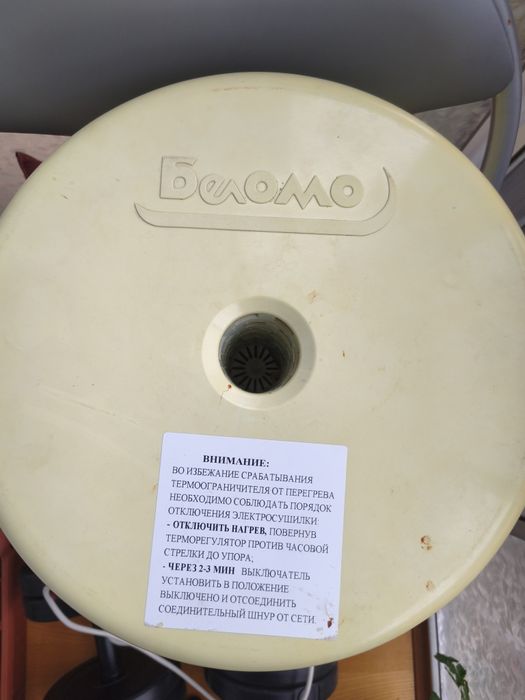 БелОМО
ВНИМАНИЕ:
ВО ИЗБЕЖАНИЕ СРАБАТЫВАНИЯ
ТЕРМООГРАНИЧИТЕЛЯ ОТ ПЕРЕГРЕВА
НЕОБХОДИМО СОБЛЮДАТЬ ПОРЯДОК
ОТКЛЮЧЕНИЯ ЭЛЕКТРОСУШИЛКИ:
- ОТКЛЮЧИТЬ НАГРЕВ, ПОВЕРНУВ
ТЕРМОРЕГУЛЯТОР ПРОТИВ ЧАСОВОЙ
СТРЕЛКИ ДО УПОРА;
- ЧЕРЕЗ 2-3 МИН ВЫКЛЮЧАТЕЛЬ
УСТАНОВИТЬ В ПОЛОЖЕНИЕ
ВЫКЛЮЧЕНО И ОТСОЕДИНИТЬ
СОЕДИНИТЕЛЬНЫЙ ШНУР ОТ СЕТИ.